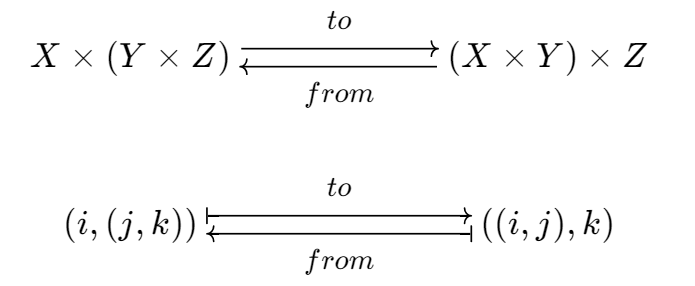 to
X × (Y × Z) ⇄ (X × Y) × Z
from
to
(i, (j, k)) ⇄ ((i, j), k)
from